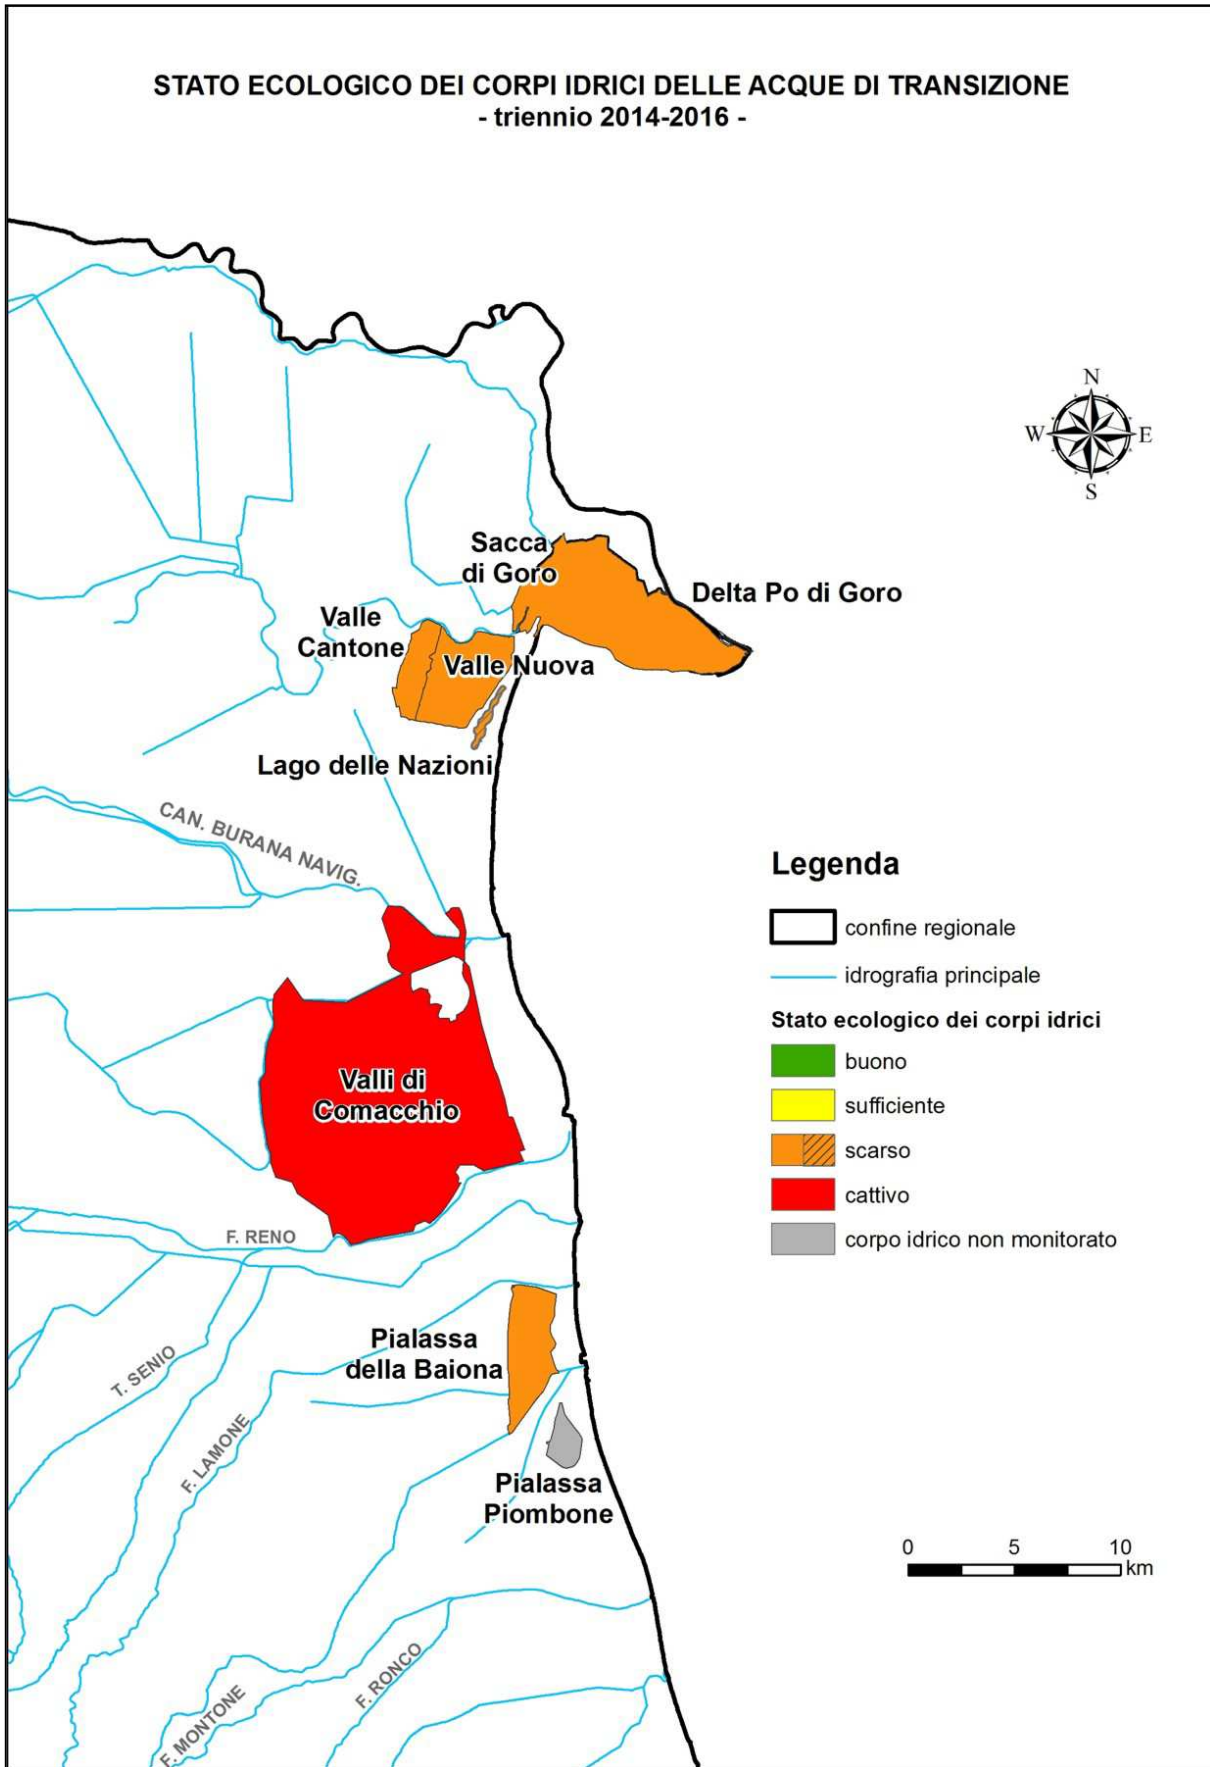 STATO ECOLOGICO DEI CORPI IDRICI DELLE ACQUE DI TRANSIZIONE
- triennio 2014-2016 -
N
W
E
S
Sacca
di Goro
Delta Po di Goro
Valle
Cantone
Valle Nuova
Lago delle Nazioni
CAN. BURANA NAVIG.
Legenda
confine regionale
idrografia principale
Stato ecologico dei corpi idrici
buono
sufficiente
scarso
cattivo
corpo idrico non monitorato
Valli di
Comacchio
F. RENO
Pialassa
della Baiona
T. SENIO
F. LAMONE
Pialassa
Piombone
0 5 10
km
F. RONCO
F. MONTONE